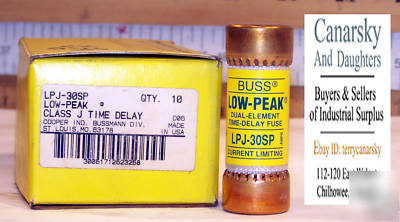 LPJ-30SP QTY. 10
LOW-PEAK®
CLASS J TIME DELAY
COOPER IND. BUSSMANN DIV.
ST. LOUIS, MO. 63178
D06
MADE
IN USA
BUSS®
LOW-PEAK®
DUAL-ELEMENT
TIME-DELAY FUSE
LPJ-30SP
CURRENT LIMITING
Canarsky
And Daughters
Buyers & Sellers
of Industrial Surplus
Ebay ID. terrycanarsky
112-120
Chilhowee,